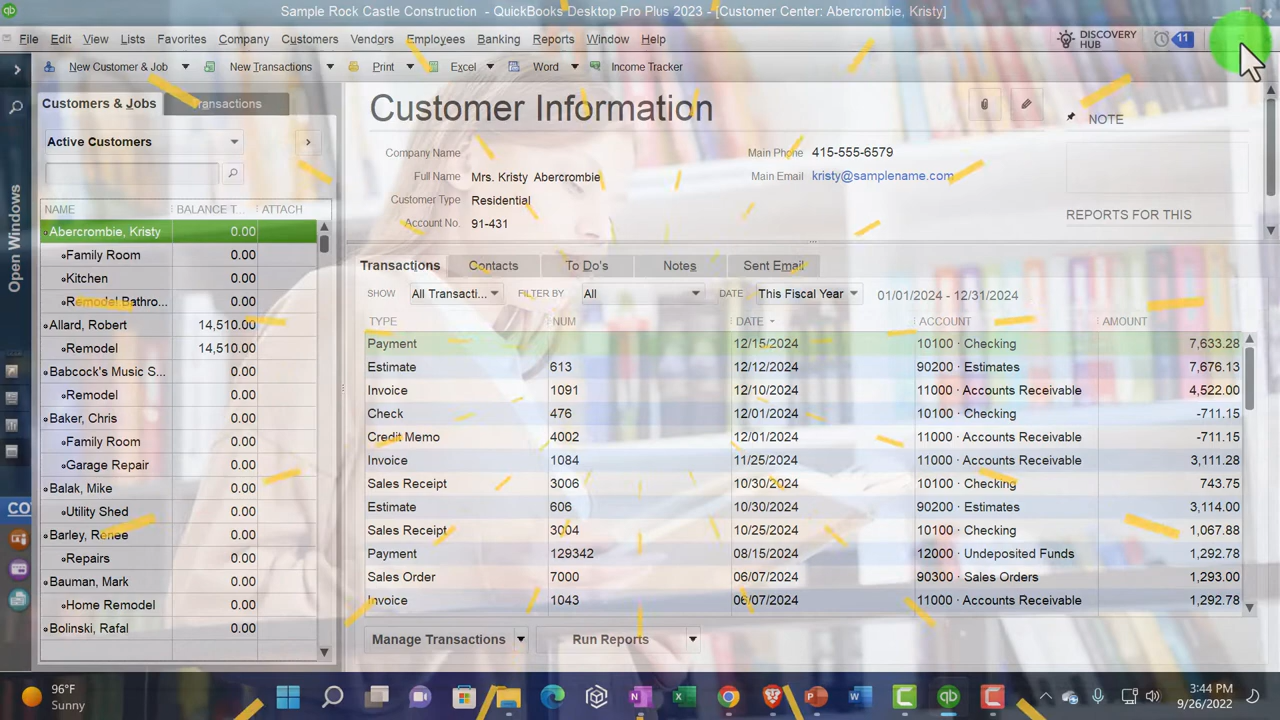 Sample Rock Castle Construction - QuickBooks Desktop Pro Plus 2023 - [Customer Center: Abercrombie, Kristy]
File Edit View Lists Favorites Company Customers Vendors Employees Banking Reports Window Help
DISCOVERY HUB 11
New Customer & Job New Transactions Print Excel Word Income Tracker
Open Windows
Customers & Jobs Transactions
Active Customers
NAME BALANCE T... ATTACH
Abercrombie, Kristy 0.00
Family Room 0.00
Kitchen 0.00
Remodel Bathro... 0.00
Allard, Robert 14,510.00
Remodel 14,510.00
Babcock's Music S... 0.00
Remodel 0.00
Baker, Chris 0.00
Family Room 0.00
Garage Repair 0.00
Balak, Mike 0.00
Utility Shed 0.00
Barley, Renee 0.00
Repairs 0.00
Bauman, Mark 0.00
Home Remodel 0.00
Bolinski, Rafal 0.00
Customer Information
Company Name
Full Name Mrs. Kristy Abercrombie
Customer Type Residential
Account No. 91-431
Main Phone 415-555-6579
Main Email kristy@samplename.com
NOTE
REPORTS FOR THIS
Transactions Contacts To Do's Notes Sent Email
SHOW All Transacti... FILTER BY All DATE This Fiscal Year 01/01/2024 - 12/31/2024
TYPE NUM DATE ACCOUNT AMOUNT
Payment 12/15/2024 10100 · Checking 7,633.28
Estimate 613 12/12/2024 90200 · Estimates 7,676.13
Invoice 1091 12/10/2024 11000 · Accounts Receivable 4,522.00
Check 476 12/01/2024 10100 · Checking -711.15
Credit Memo 4002 12/01/2024 11000 · Accounts Receivable -711.15
Invoice 1084 11/25/2024 11000 · Accounts Receivable 3,111.28
Sales Receipt 3006 10/30/2024 10100 · Checking 743.75
Estimate 606 10/30/2024 90200 · Estimates 3,114.00
Sales Receipt 3004 10/25/2024 10100 · Checking 1,067.88
Payment 129342 08/15/2024 12000 · Undeposited Funds 1,292.78
Sales Order 7000 06/07/2024 90300 · Sales Orders 1,293.00
Invoice 1043 06/07/2024 11000 · Accounts Receivable 1,292.78
Manage Transactions Run Reports
96°F
Sunny
3:44 PM
9/26/2022